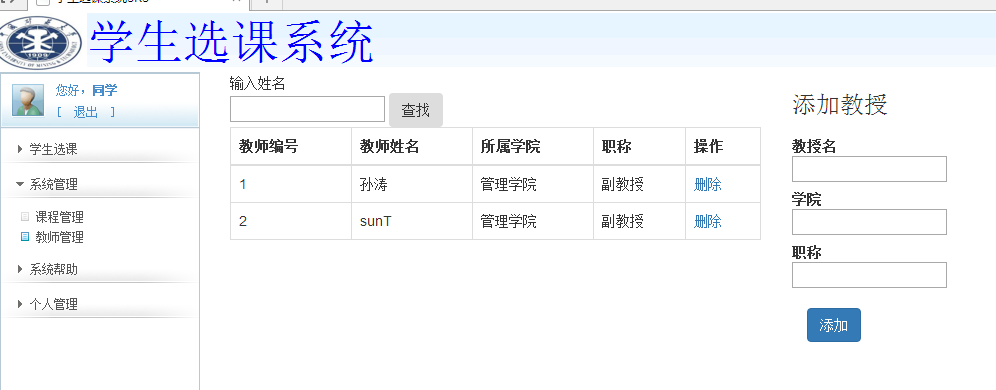 学生选课系统
您好，同学
[ 退出 ]
学生选课
系统管理
课程管理
教师管理
系统帮助
个人管理
输入姓名
查找
教师编号 教师姓名 所属学院 职称 操作
1 孙涛 管理学院 副教授 删除
2 sunT 管理学院 副教授 删除
添加教授
教授名
学院
职称
添加